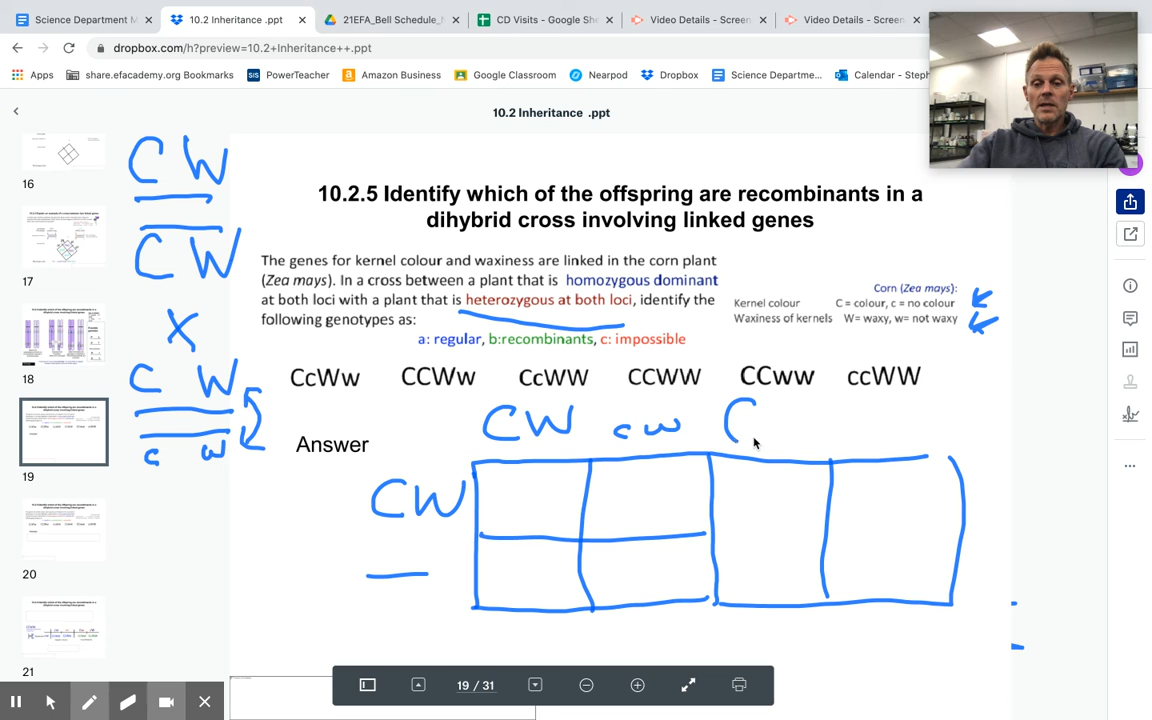 Science Department M
10.2 Inheritance .ppt
21EFA_Bell Schedule_
CD Visits - Google She
Video Details - Screen
Video Details - Screen
dropbox.com/h?preview=10.2+Inheritance++.ppt
Apps
share.efacademy.org Bookmarks
SIS
PowerTeacher
Amazon Business
Google Classroom
Nearpod
Dropbox
Science Departme...
Calendar - Steph
10.2 Inheritance .ppt
16
17
18
19
20
21
C W
C W
X
C W
c w
10.2.5 Identify which of the offspring are recombinants in a
dihybrid cross involving linked genes
The genes for kernel colour and waxiness are linked in the corn plant
(Zea mays). In a cross between a plant that is homozygous dominant
at both loci with a plant that is heterozygous at both loci, identify the
following genotypes as:
a: regular, b:recombinants, c: impossible
Corn (Zea mays):
Kernel colour C = colour, c = no colour
Waxiness of kernels W= waxy, w= not waxy
CcWw CCWw CcWW CCWW CCww ccWW
CW cw C
Answer
CW
19 / 31